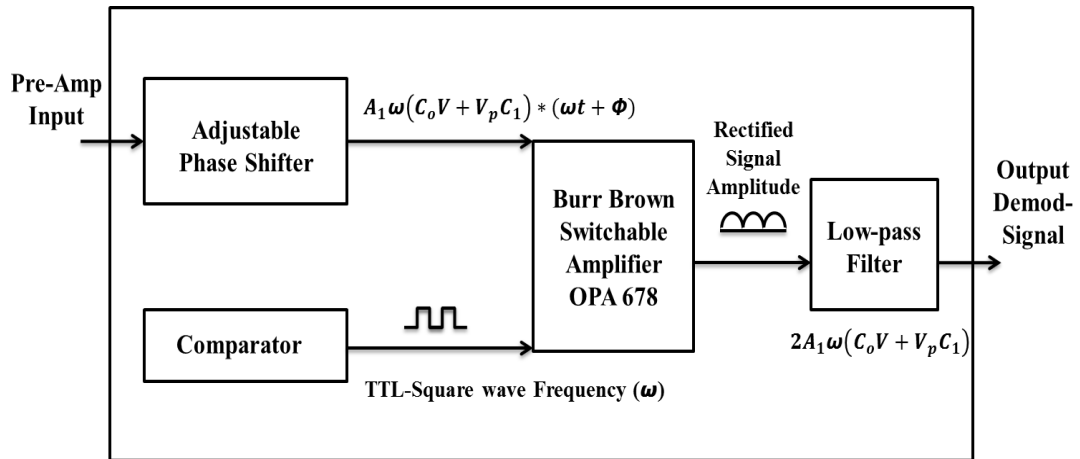 Pre-Amp
Input
Adjustable
Phase Shifter
A₁ω(CₒV + VₚC₁) ∗ (ωt + Φ)
Burr Brown
Switchable
Amplifier
OPA 678
Rectified
Signal
Amplitude
Low-pass
Filter
Output
Demod-
Signal
2A₁ω(CₒV + VₚC₁)
Comparator
TTL-Square wave Frequency (ω)